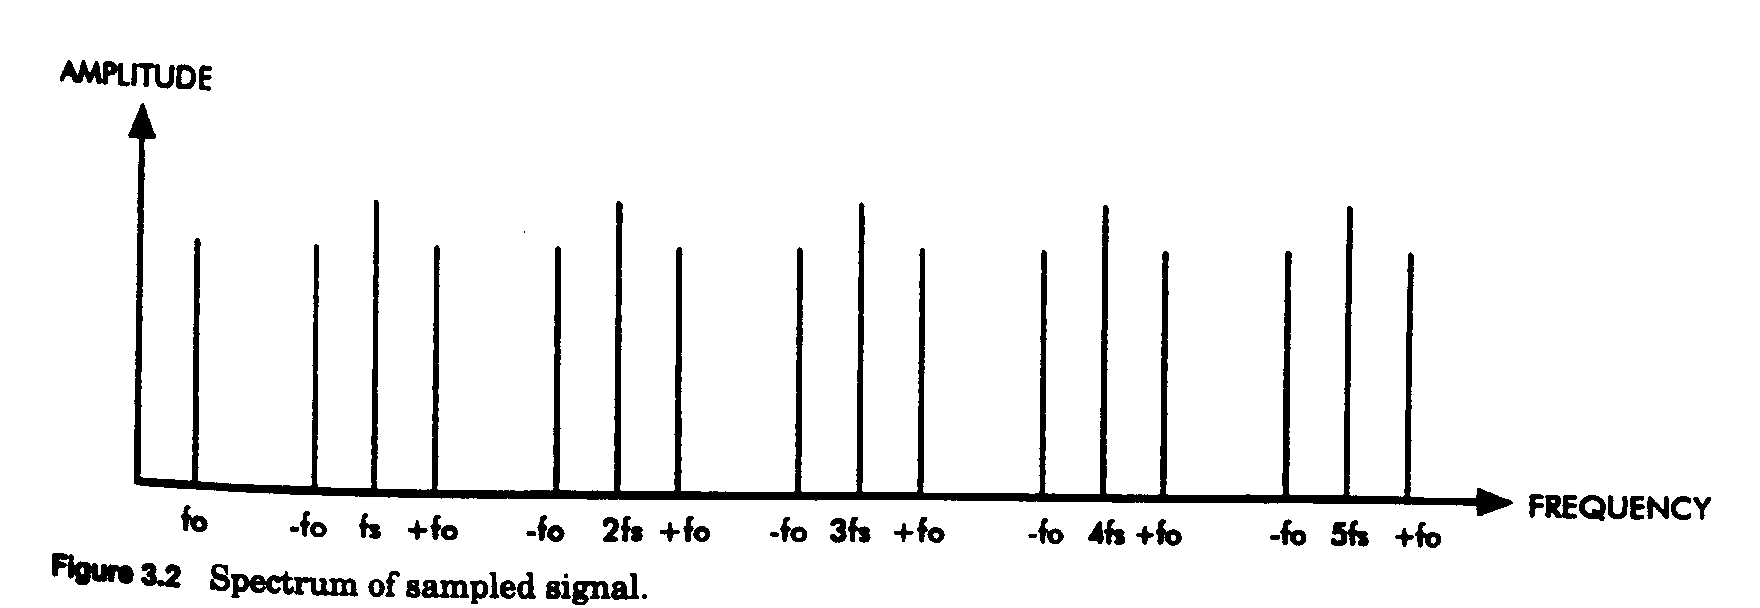 AMPLITUDE
fo -fo fs +fo -fo 2fs +fo -fo 3fs +fo -fo 4fs +fo -fo 5fs +fo FREQUENCY
Figure 3.2 Spectrum of sampled signal.